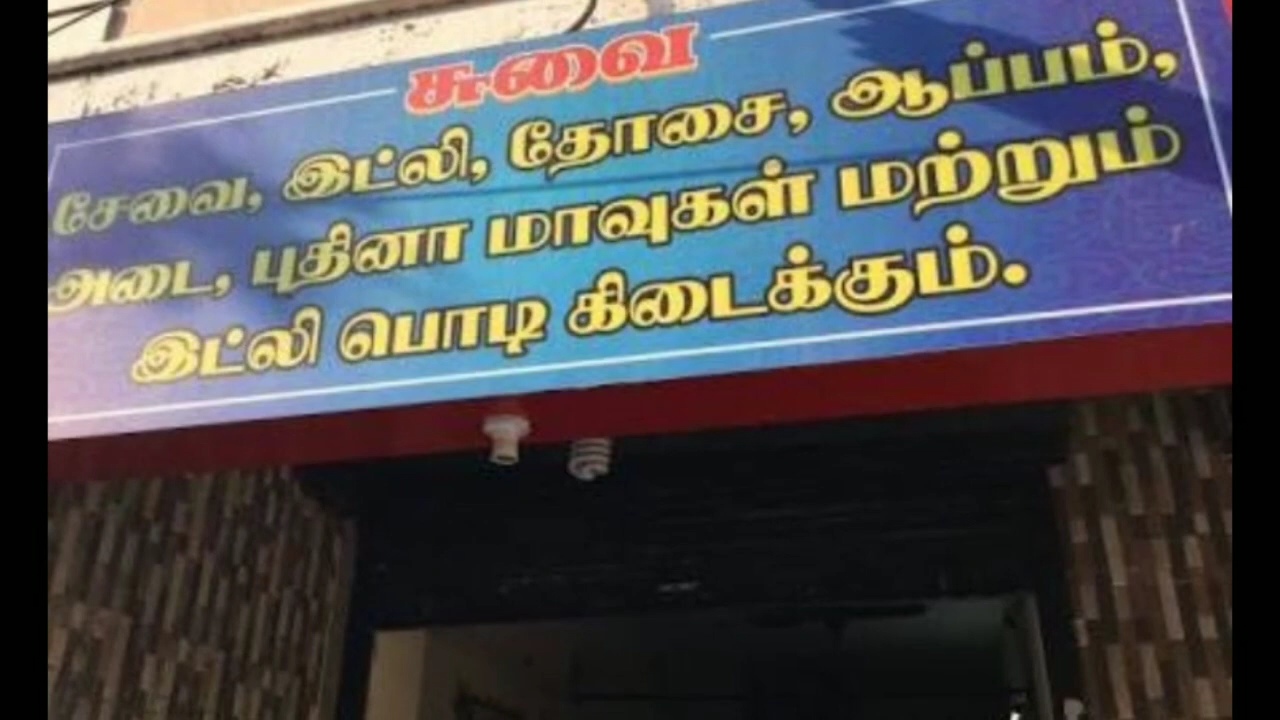 சுவை
சேவை, இட்லி, தோசை, ஆப்பம்,
அடை, புதினா மாவுகள் மற்றும்
இட்லி பொடி கிடைக்கும்.